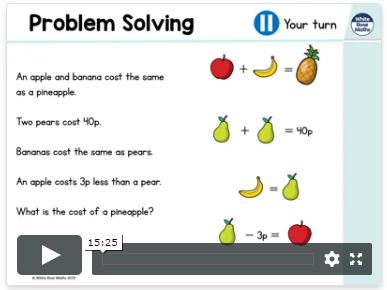 Problem Solving
Your turn
White
Rose
Maths
An apple and banana cost the same
as a pineapple.
+ =
Two pears cost 40p.
+ = 40p
Bananas cost the same as pears.
An apple costs 3p less than a pear.
=
What is the cost of a pineapple?
- 3p =
15:25
© White Rose Maths 2019